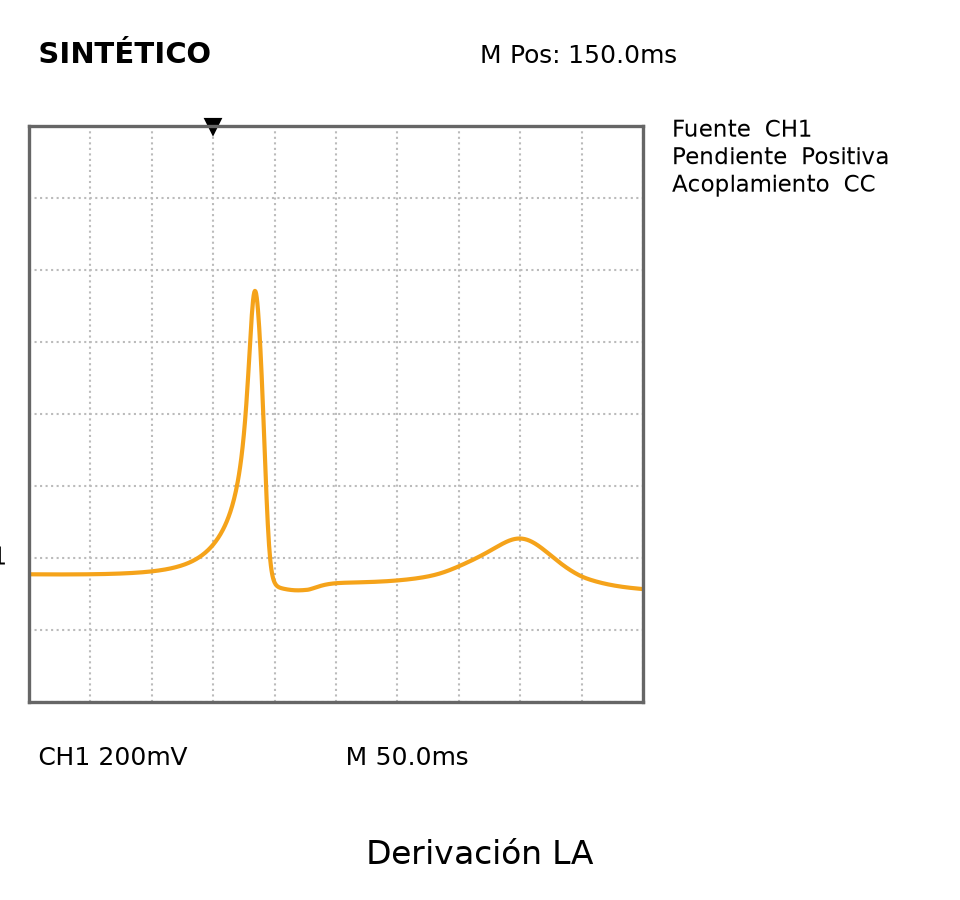 SINTÉTICO
M Pos: 150.0ms
Fuente CH1
Pendiente Positiva
Acoplamiento CC
CH1 200mV
M 50.0ms
Derivación LA